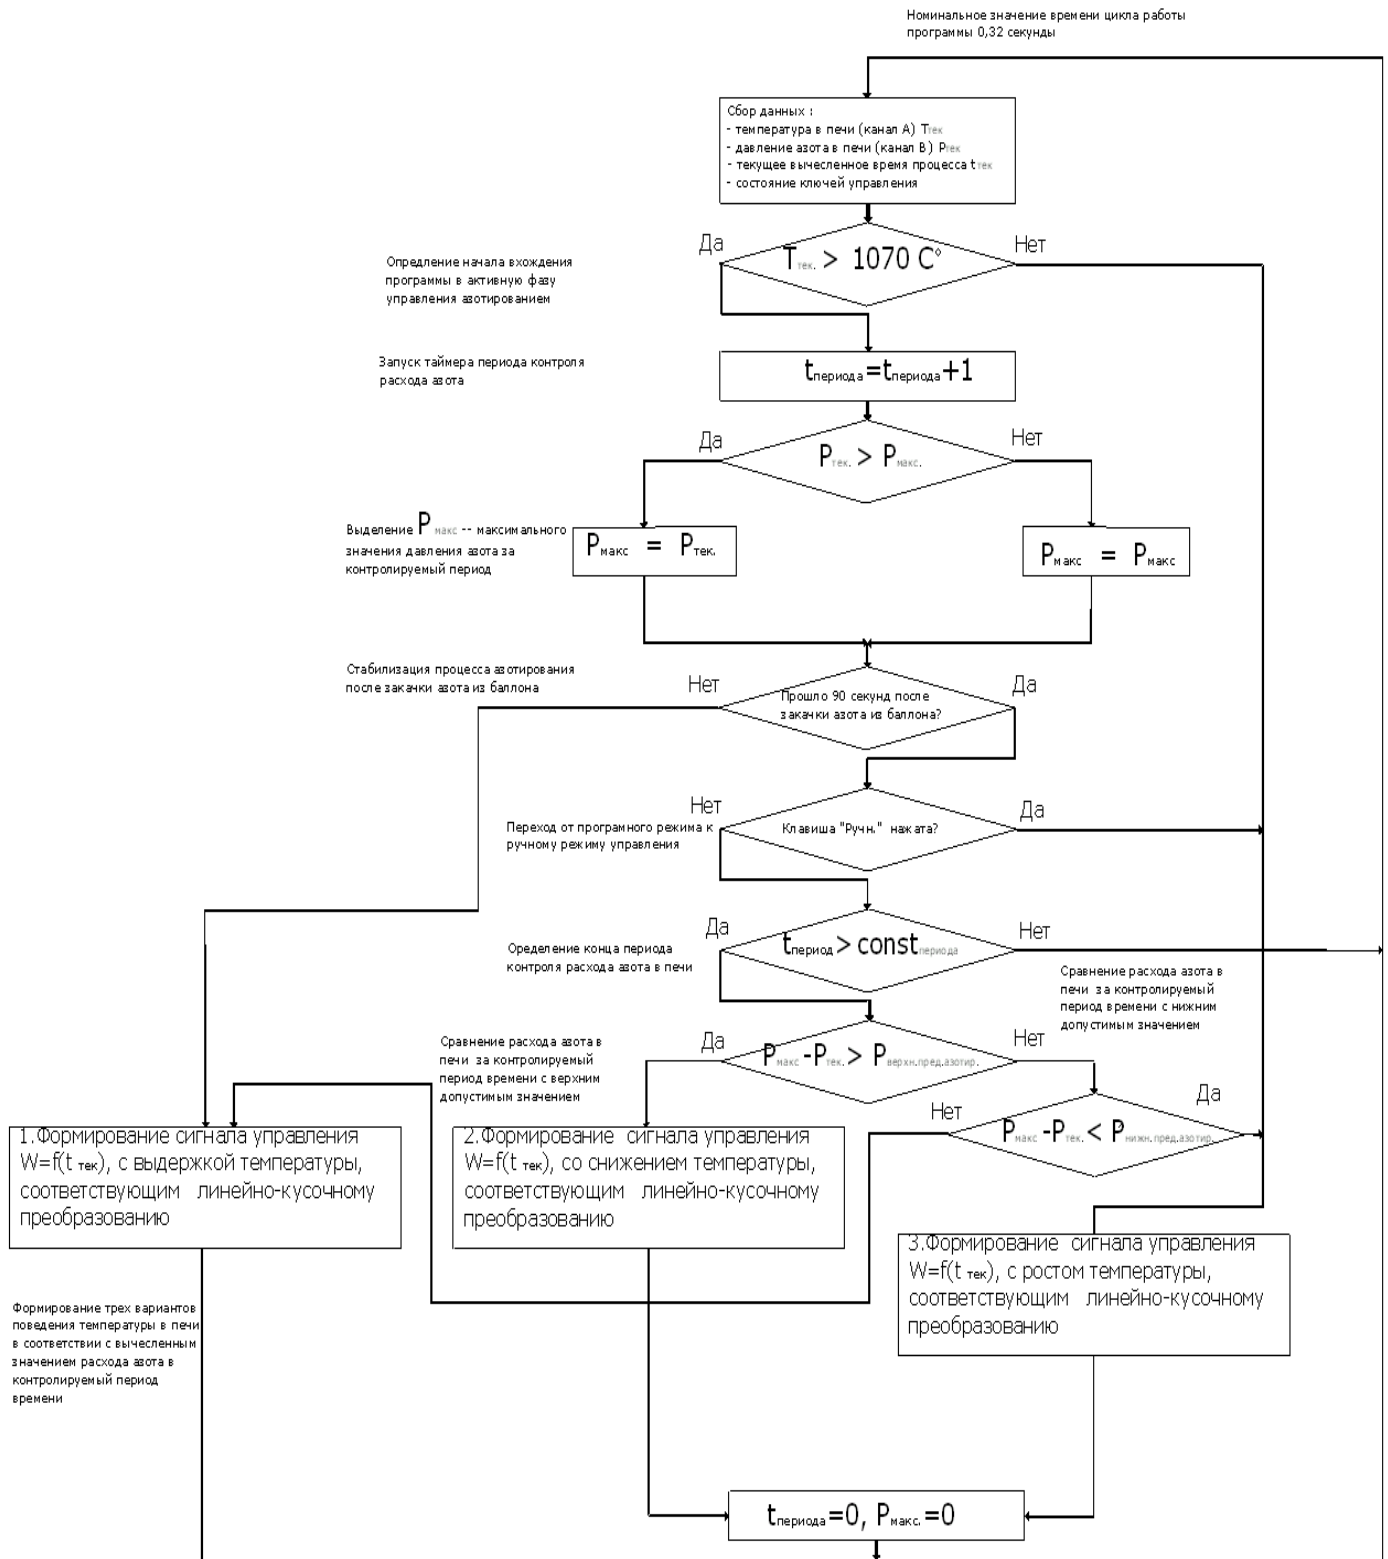 Номинальное значение времени цикла работы
программы 0,32 секунды
Сбор данных :
- температура в печи (канал А) Tтек
- давление азота в печи (канал В) Pтек
- текущее вычесленное время процесса tтек
- состояние ключей управления
Да
Tтек. > 1070 C°
Нет
Опредление начала вхождения
программы в активную фазу
управления азотированием
Запуск таймера периода контроля
расхода азота
tпериода=tпериода+1
Да
Pтек. > Pмакс.
Нет
Выделение P макс -- максимального
значения давления азота за
контролируемый период
Pмакс = Pтек.
Pмакс = Pмакс
Стабилизация процесса азотирования
после закачки азота из баллона
Нет
Прошло 90 секунд после
закачки азота из баллона?
Да
Нет
Клавиша "Ручн." нажата?
Да
Переход от програмного режима к
ручному режиму управления
Да
tпериод > constпериода
Нет
Оределение конца периода
контроля расхода азота в печи
Сравнение расхода азота в
печи за контролируемый
период времени с нижним
допустимым значением
Сравнение расхода азота в
печи за контролируемый
период времени с верхним
допустимым значением
Да
Pмакс -Pтек. > Pверхн.пред.азотир.
Нет
Нет
Pмакс -Pтек. < Pнижн.пред.азотир.
Да
1.Формирование сигнала управления
W=f(t тек), с выдержкой температуры,
соответствующим линейно-кусочному
преобразованию
2.Формирование сигнала управления
W=f(t тек), со снижением температуры,
соответствующим линейно-кусочному
преобразованию
3.Формирование сигнала управления
W=f(t тек), с ростом температуры,
соответствующим линейно-кусочному
преобразованию
Формирование трех вариантов
поведения температуры в печи
в соответствии с вычесленным
значением расхода азота в
контролируемый период
времени
tпериода=0, Pмакс.=0